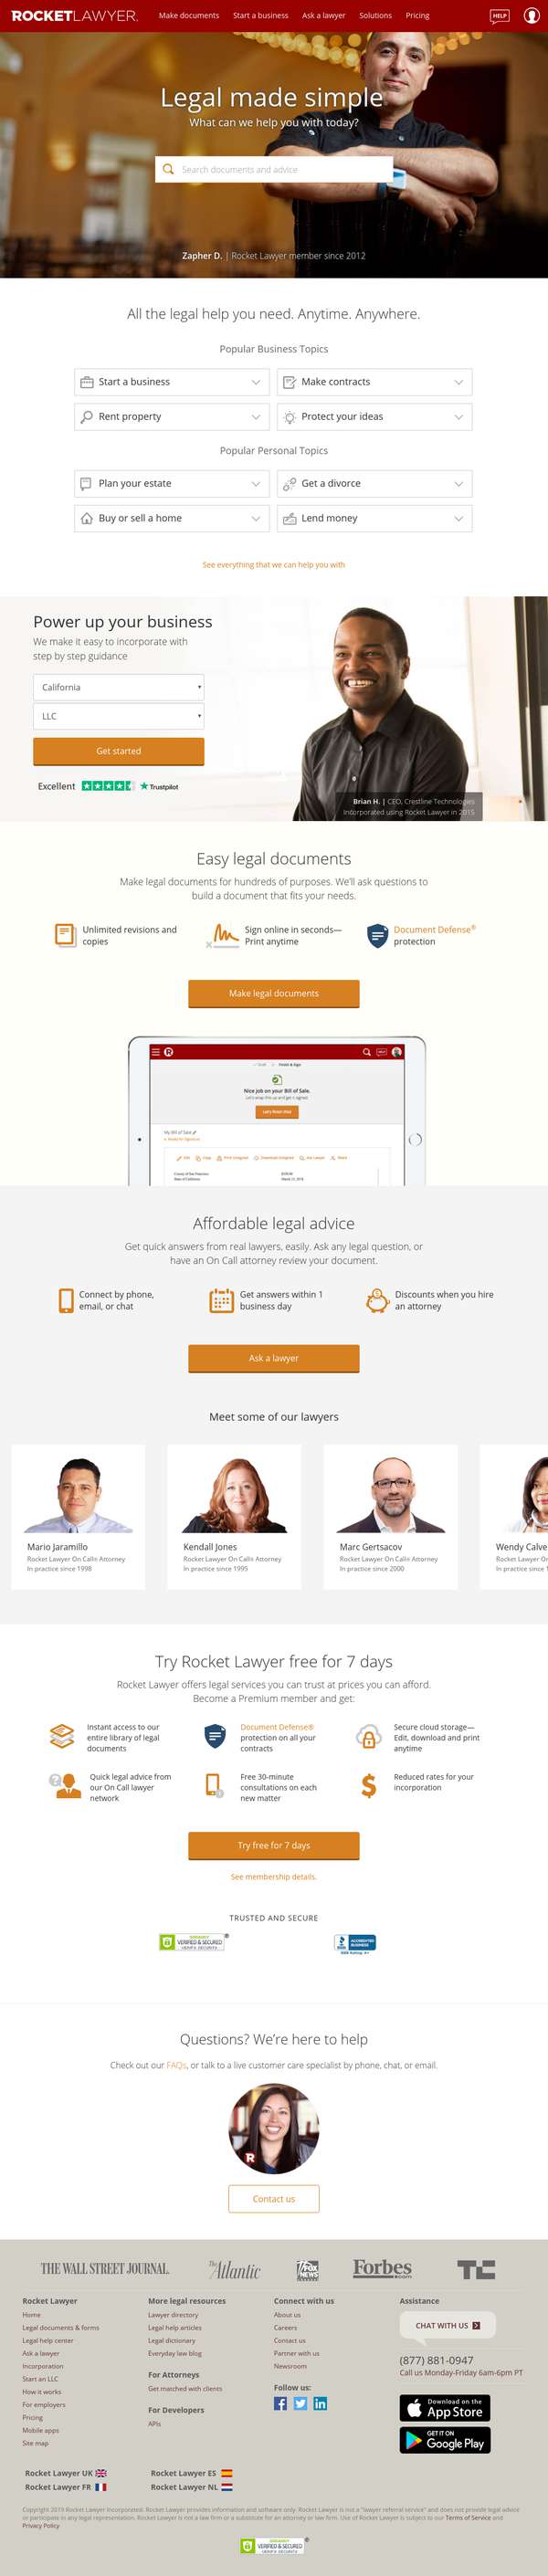 ROCKETLAWYER. Make documents Start a business Ask a lawyer Solutions Pricing HELP
Legal made simple
What can we help you with today?
Search documents and advice
Zapher D. | Rocket Lawyer member since 2012
All the legal help you need. Anytime. Anywhere.
Popular Business Topics
Start a business Make contracts
Rent property Protect your ideas
Popular Personal Topics
Plan your estate Get a divorce
Buy or sell a home Lend money
See everything that we can help you with
Power up your business
We make it easy to incorporate with
step by step guidance
California
LLC
Get started
Excellent Trustpilot
Brian H. | CEO, Crestline Technologies
Incorporated using Rocket Lawyer in 2015
Easy legal documents
Make legal documents for hundreds of purposes. We'll ask questions to
build a document that fits your needs.
Unlimited revisions and
copies
Sign online in seconds—
Print anytime
Document Defense®
protection
Make legal documents
Nice job on your Bill of Sale.
My Bill of Sale
Affordable legal advice
Get quick answers from real lawyers, easily. Ask any legal question, or
have an On Call attorney review your document.
Connect by phone,
email, or chat
Get answers within 1
business day
Discounts when you hire
an attorney
Ask a lawyer
Meet some of our lawyers
Mario Jaramillo
Rocket Lawyer On Call® Attorney
In practice since 1998
Kendall Jones
Rocket Lawyer On Call® Attorney
In practice since 1995
Marc Gertsacov
Rocket Lawyer On Call® Attorney
In practice since 2000
Wendy Calve
Rocket Lawyer
In practice since
Try Rocket Lawyer free for 7 days
Rocket Lawyer offers legal services you can trust at prices you can afford.
Become a Premium member and get:
Instant access to our
entire library of legal
documents
Document Defense®
protection on all your
contracts
Secure cloud storage—
Edit, download and print
anytime
Quick legal advice from
our On Call lawyer
network
Free 30-minute
consultations on each
new matter
Reduced rates for your
incorporation
Try free for 7 days
See membership details.
TRUSTED AND SECURE
VERIFIED & SECURED
VERIFY SECURITY
ACCREDITED
BUSINESS
Questions? We're here to help
Check out our FAQs, or talk to a live customer care specialist by phone, chat, or email.
Contact us
THE WALL STREET JOURNAL. The Atlantic FOX NEWS Forbes.com TC
Rocket Lawyer
Home
Legal documents & forms
Legal help center
Ask a lawyer
Incorporation
Start an LLC
How it works
For employers
Pricing
Mobile apps
Site map
More legal resources
Lawyer directory
Legal help articles
Legal dictionary
Everyday law blog
For Attorneys
Get matched with clients
For Developers
APIs
Connect with us
About us
Careers
Contact us
Partner with us
Newsroom
Follow us:
Assistance
CHAT WITH US
(877) 881-0947
Call us Monday-Friday 6am-6pm PT
Download on the
App Store
GET IT ON
Google Play
Rocket Lawyer UK Rocket Lawyer ES
Rocket Lawyer FR Rocket Lawyer NL
Copyright 2019 Rocket Lawyer Incorporated. Rocket Lawyer provides information and software only. Rocket Lawyer is not a "lawyer referral service" and does not provide legal advice
or participate in any legal representation. Rocket Lawyer is not a law firm or a substitute for an attorney or law firm. Use of Rocket Lawyer is subject to our Terms of Service and
Privacy Policy
VERIFIED & SECURED
VERIFY SECURITY